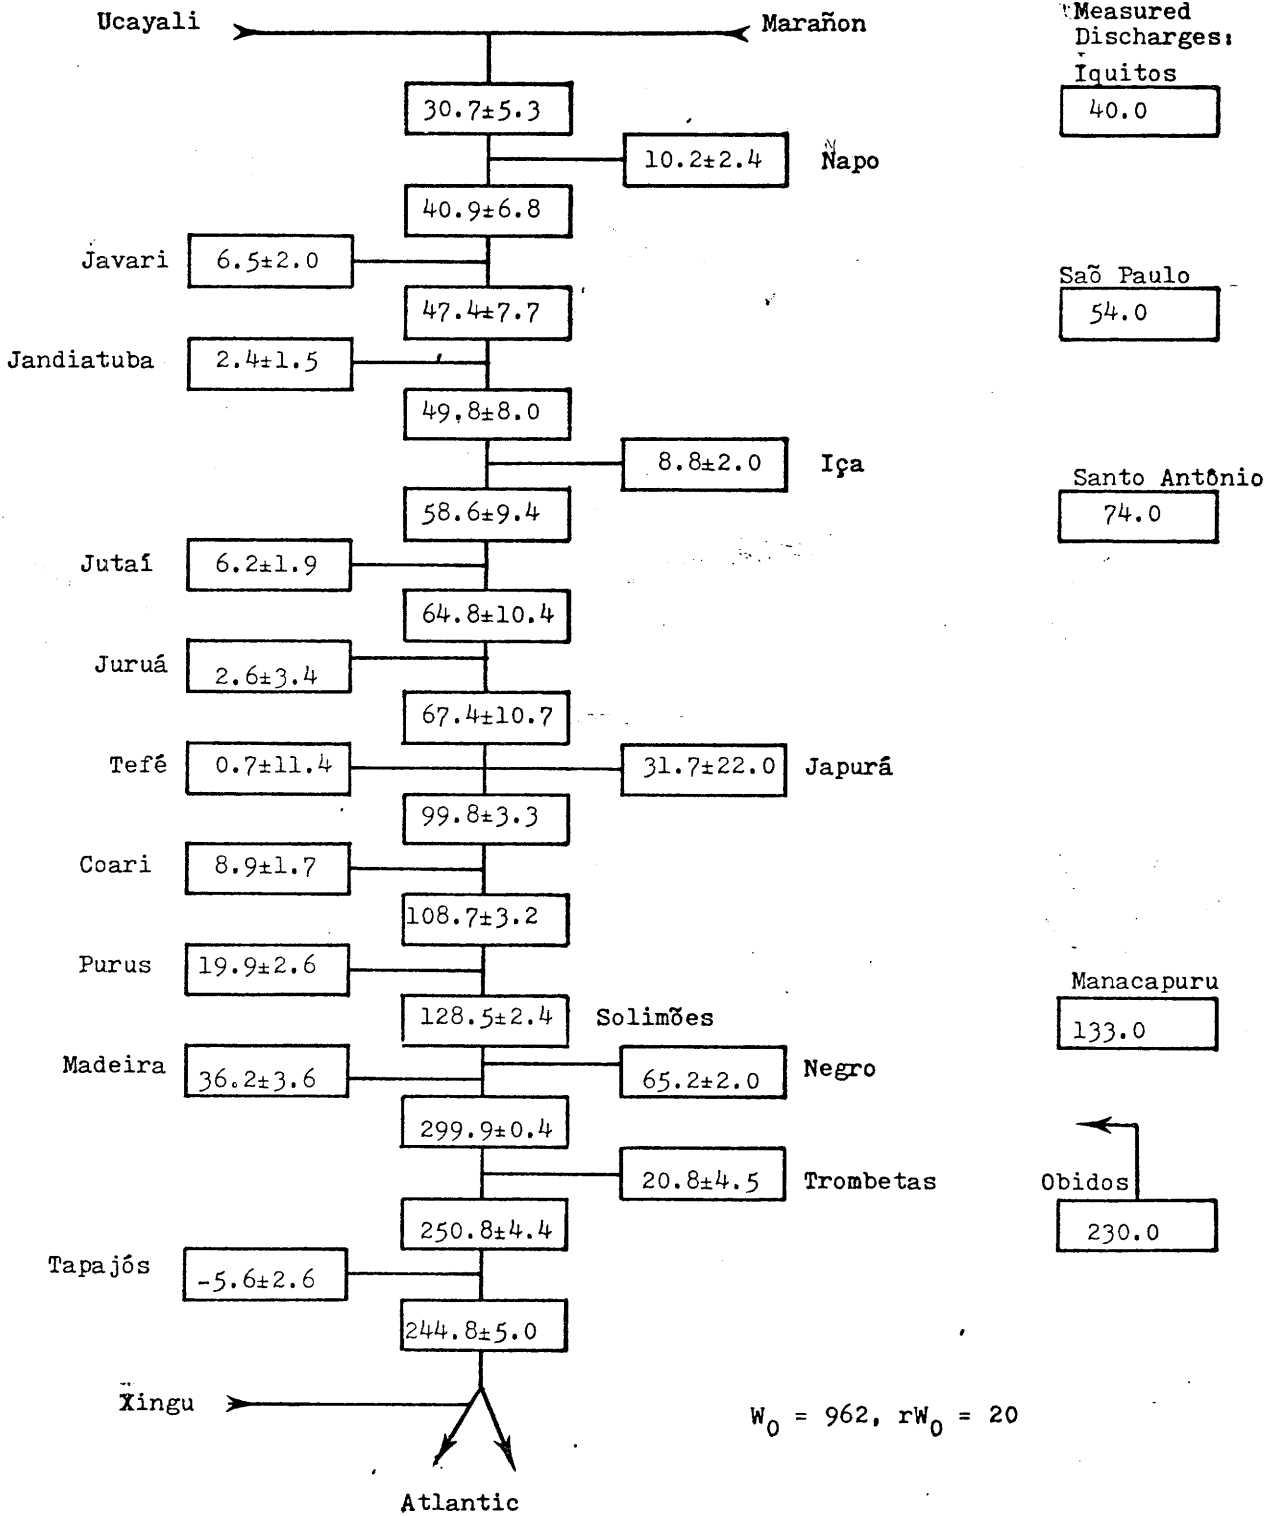 Ucayali
Marañon
Measured
Discharges:
Iquitos
40.0
30.7±5.3
10.2±2.4
Napo
40.9±6.8
Javari
6.5±2.0
47.4±7.7
Saõ Paulo
54.0
Jandiatuba
2.4±1.5
49.8±8.0
8.8±2.0
Iça
Santo Antônio
74.0
58.6±9.4
Jutaí
6.2±1.9
64.8±10.4
Juruá
2.6±3.4
67.4±10.7
Tefé
0.7±11.4
31.7±22.0
Japurá
99.8±3.3
Coari
8.9±1.7
108.7±3.2
Purus
19.9±2.6
128.5±2.4
Solimões
Manacapuru
133.0
Madeira
36.2±3.6
65.2±2.0
Negro
299.9±0.4
20.8±4.5
Trombetas
Obidos
230.0
250.8±4.4
Tapajós
-5.6±2.6
244.8±5.0
Xingu
W₀ = 962, rW₀ = 20
Atlantic